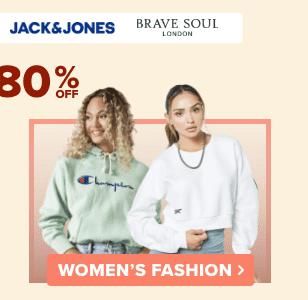 JACK&JONES
BRAVE SOUL
LONDON
80%
OFF
Champion
WOMEN'S FASHION >